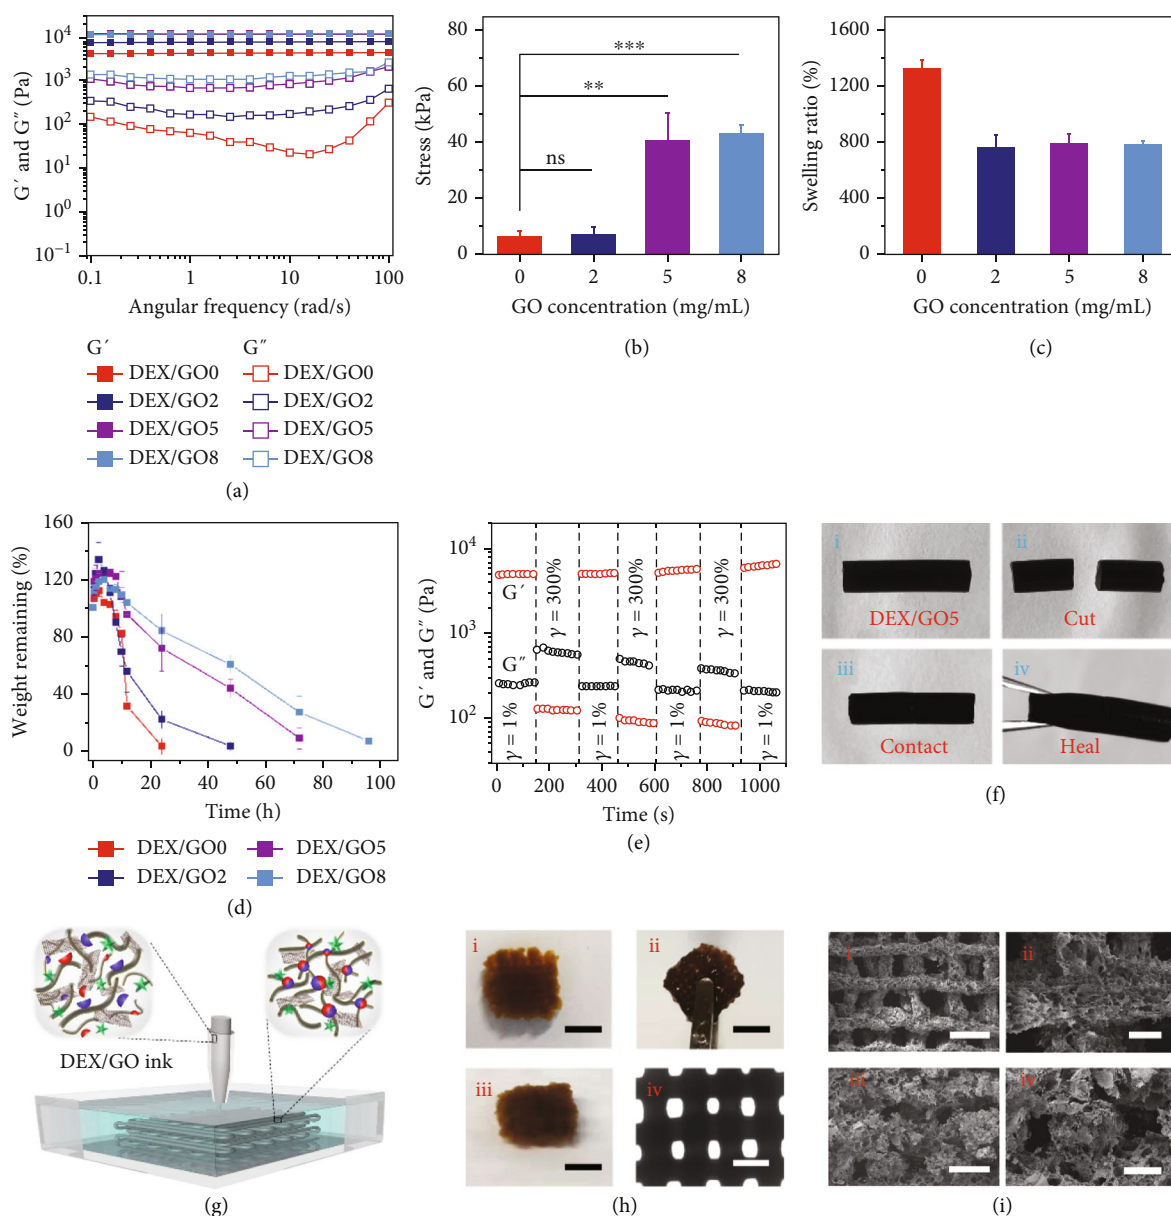 G′ and G″ (Pa)
10⁴
10³
10²
10¹
10⁰
10⁻¹
0.1
1
10
100
Angular frequency (rad/s)
G′
G″
DEX/GO0
DEX/GO0
DEX/GO2
DEX/GO2
DEX/GO5
DEX/GO5
DEX/GO8
DEX/GO8
(a)
Stress (kPa)
80
60
40
20
0
***
**
ns
0
2
5
8
GO concentration (mg/mL)
(b)
Swelling ratio (%)
1600
1200
800
400
0
0
2
5
8
GO concentration (mg/mL)
(c)
Weight remaining (%)
160
120
80
40
0
0
20
40
60
80
100
Time (h)
DEX/GO0
DEX/GO5
DEX/GO2
DEX/GO8
(d)
G′ and G″ (Pa)
10⁴
10³
10²
G′
G″
γ = 1%
γ = 300%
γ = 1%
γ = 300%
γ = 1%
γ = 300%
γ = 1%
0
200
400
600
800
1000
Time (s)
(e)
i
DEX/GO5
ii
Cut
iii
Contact
iv
Heal
(f)
DEX/GO ink
(g)
i
ii
iii
iv
(h)
i
ii
iii
iv
(i)